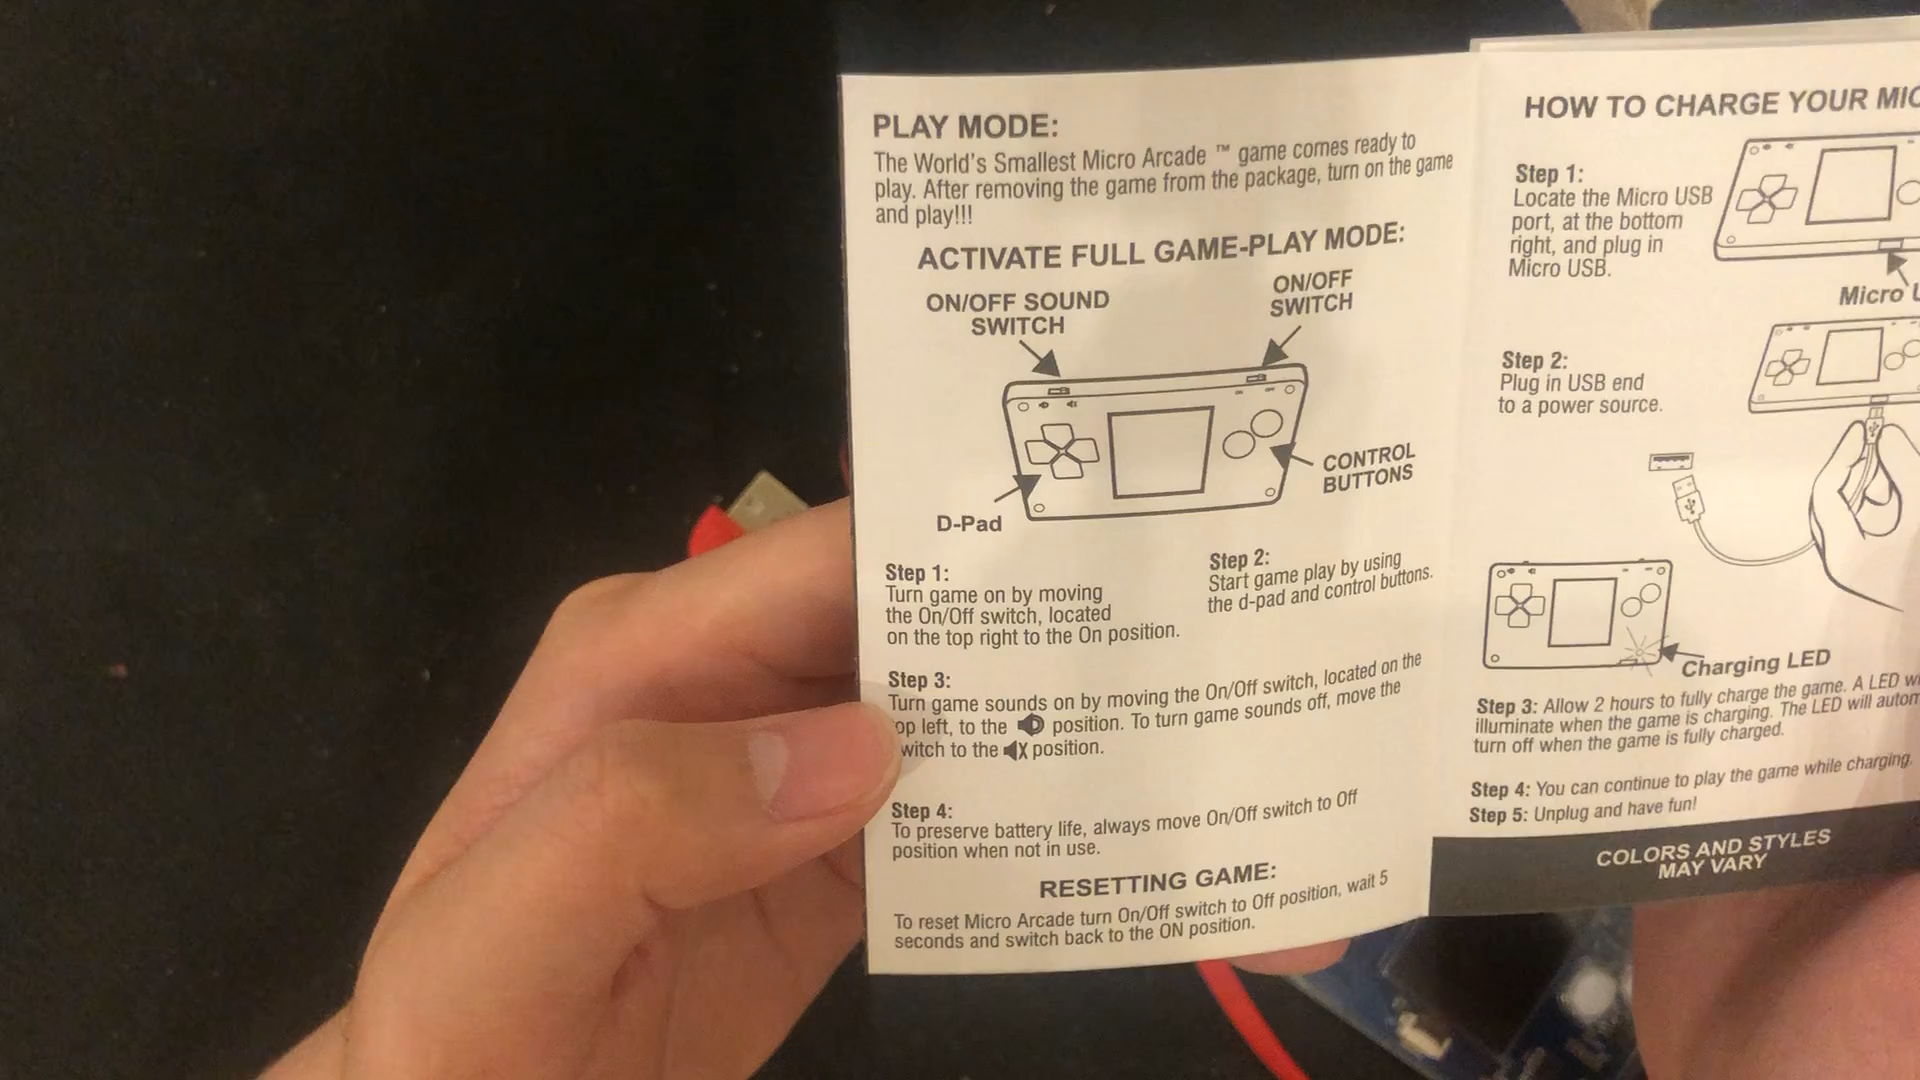 PLAY MODE:
The World's Smallest Micro Arcade ™ game comes ready to
play. After removing the game from the package, turn on the game
and play!!!
ACTIVATE FULL GAME-PLAY MODE:
ON/OFF SOUND
SWITCH
ON/OFF
SWITCH
CONTROL
BUTTONS
D-Pad
Step 1:
Turn game on by moving
the On/Off switch, located
on the top right to the On position.
Step 2:
Start game play by using
the d-pad and control buttons.
Step 3:
Turn game sounds on by moving the On/Off switch, located on the
op left, to the position. To turn game sounds off, move the
witch to the position.
Step 4:
To preserve battery life, always move On/Off switch to Off
position when not in use.
RESETTING GAME:
To reset Micro Arcade turn On/Off switch to Off position, wait 5
seconds and switch back to the ON position.
HOW TO CHARGE YOUR MIC
Step 1:
Locate the Micro USB
port, at the bottom
right, and plug in
Micro USB.
Micro U
Step 2:
Plug in USB end
to a power source.
Charging LED
Step 3: Allow 2 hours to fully charge the game. A LED wi
illuminate when the game is charging. The LED will autom
turn off when the game is fully charged.
Step 4: You can continue to play the game while charging.
Step 5: Unplug and have fun!
COLORS AND STYLES
MAY VARY